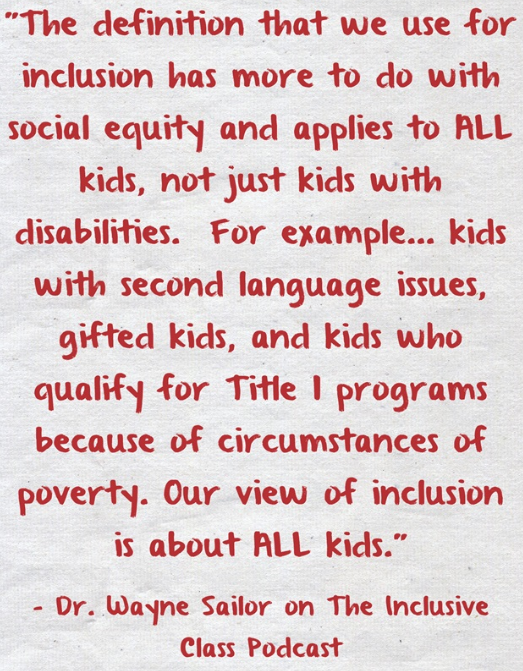 "The definition that we use for
inclusion has more to do with
social equity and applies to ALL
kids, not just kids with
disabilities. For example... kids
with second language issues,
gifted kids, and kids who
qualify for Title I programs
because of circumstances of
poverty. Our view of inclusion
is about ALL kids."
- Dr. Wayne Sailor on The Inclusive
Class Podcast